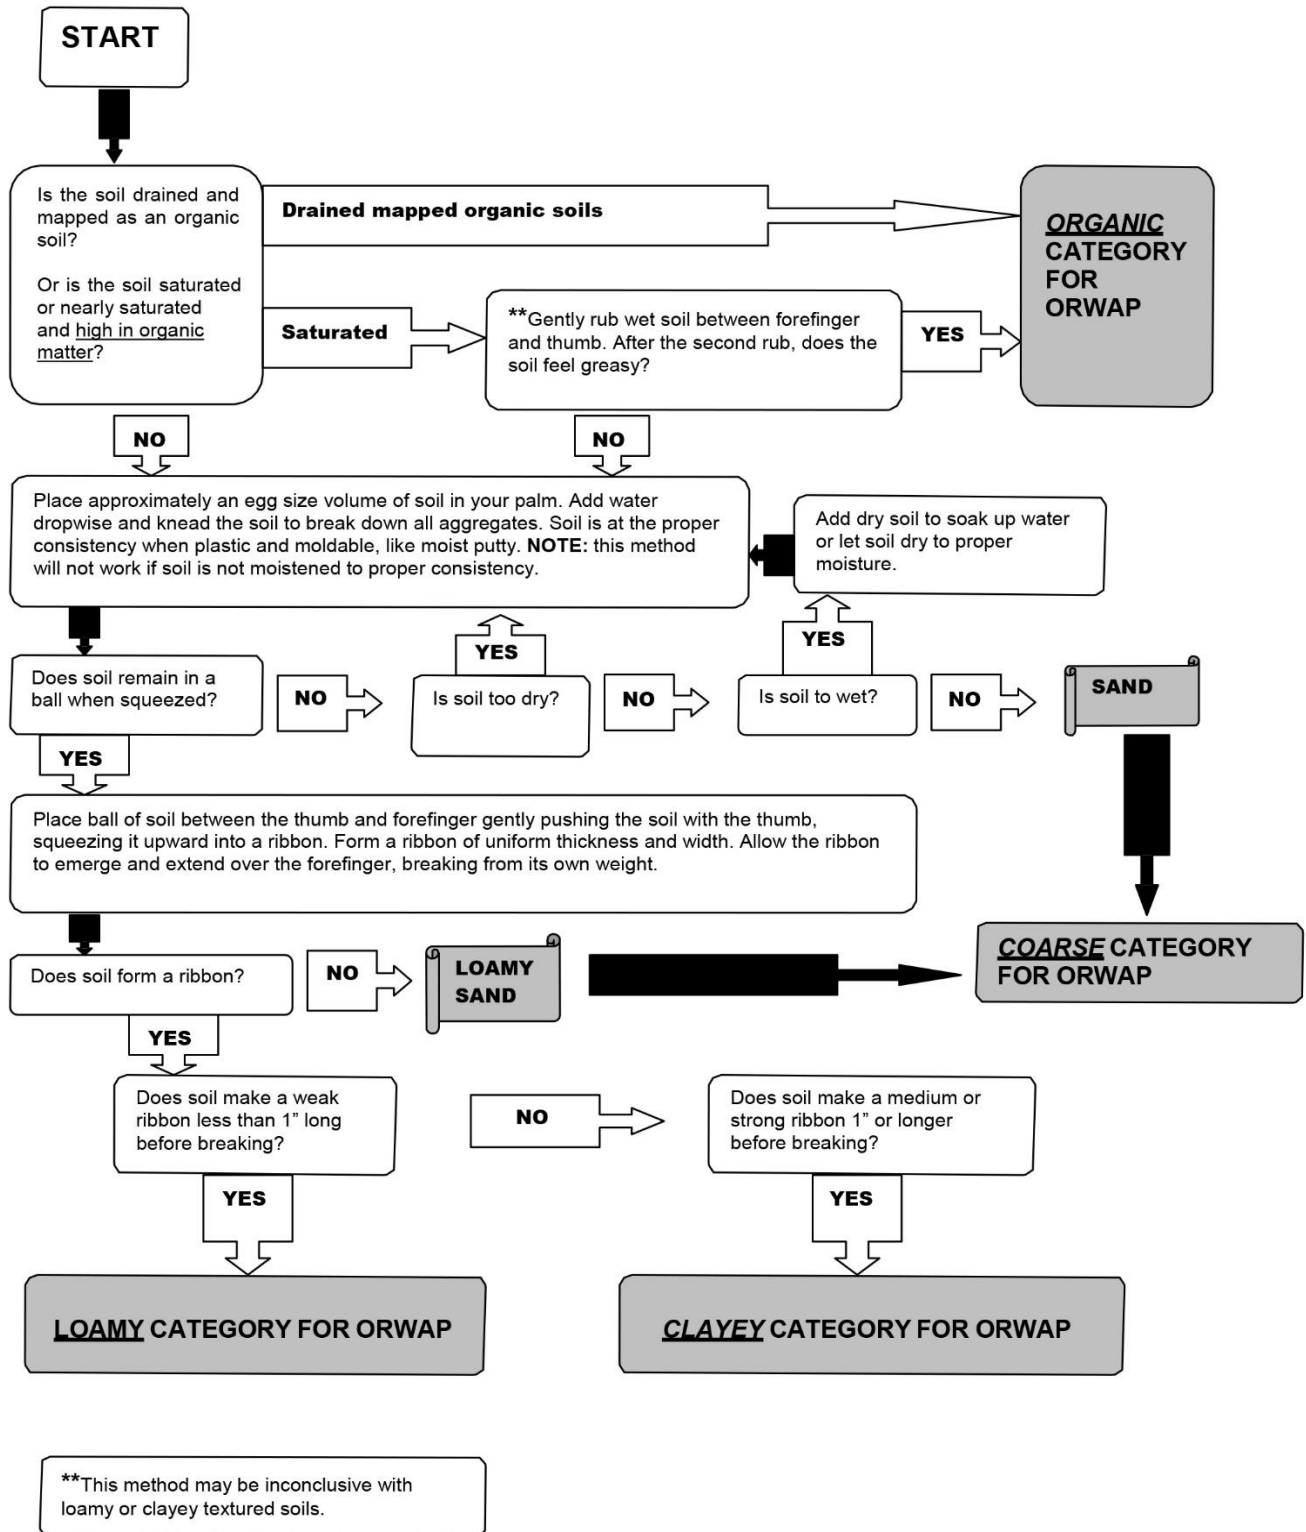 START
Is the soil drained and
mapped as an organic
soil?
Or is the soil saturated
or nearly saturated
and high in organic
matter?
Drained mapped organic soils
ORGANIC
CATEGORY
FOR
ORWAP
Saturated
**Gently rub wet soil between forefinger
and thumb. After the second rub, does the
soil feel greasy?
YES
NO
NO
Place approximately an egg size volume of soil in your palm. Add water
dropwise and knead the soil to break down all aggregates. Soil is at the proper
consistency when plastic and moldable, like moist putty. NOTE: this method
will not work if soil is not moistened to proper consistency.
Add dry soil to soak up water
or let soil dry to proper
moisture.
YES
YES
Does soil remain in a
ball when squeezed?
NO
Is soil too dry?
NO
Is soil to wet?
NO
SAND
YES
Place ball of soil between the thumb and forefinger gently pushing the soil with the thumb,
squeezing it upward into a ribbon. Form a ribbon of uniform thickness and width. Allow the ribbon
to emerge and extend over the forefinger, breaking from its own weight.
COARSE CATEGORY
FOR ORWAP
Does soil form a ribbon?
NO
LOAMY
SAND
YES
Does soil make a weak
ribbon less than 1” long
before breaking?
NO
Does soil make a medium or
strong ribbon 1” or longer
before breaking?
YES
YES
LOAMY CATEGORY FOR ORWAP
CLAYEY CATEGORY FOR ORWAP
**This method may be inconclusive with
loamy or clayey textured soils.